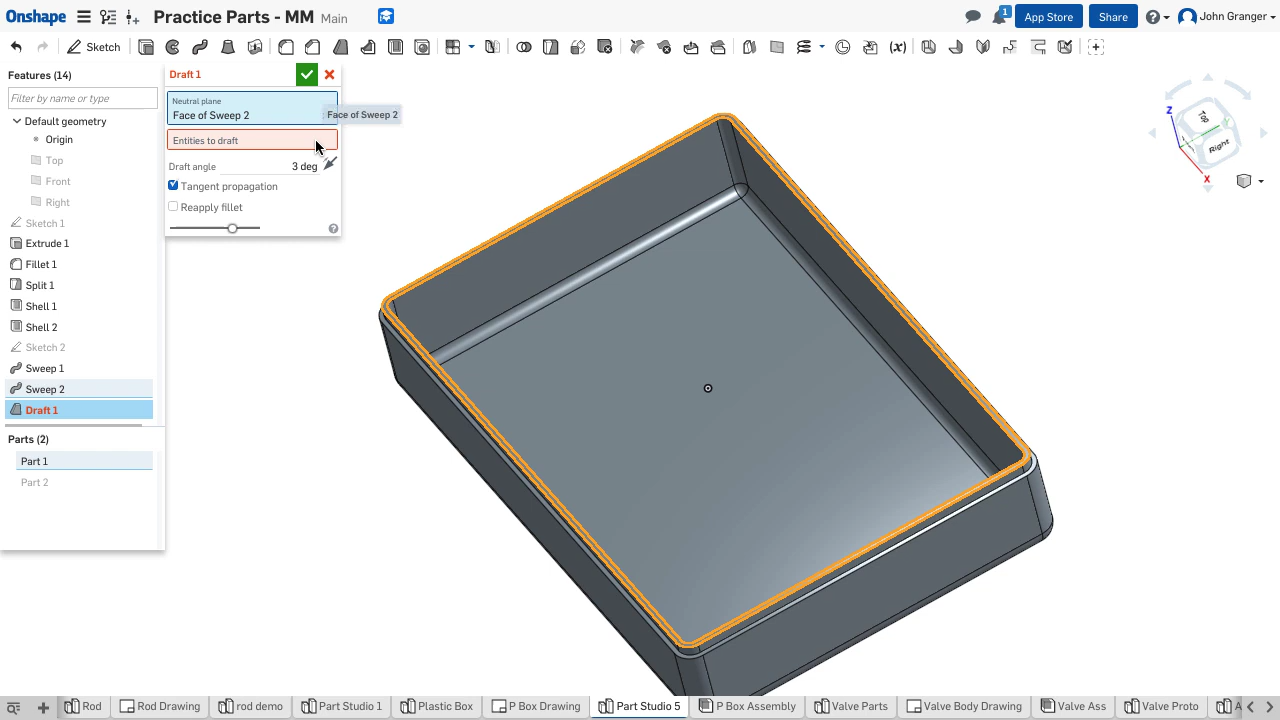 Onshape
Practice Parts - MM Main
1
App Store
Share
John Granger
Sketch
(x)
Features (14)
Filter by name or type
Default geometry
Origin
Top
Front
Right
Sketch 1
Extrude 1
Fillet 1
Split 1
Shell 1
Shell 2
Sketch 2
Sweep 1
Sweep 2
Draft 1
Parts (2)
Part 1
Part 2
Draft 1
Neutral plane
Face of Sweep 2
Face of Sweep 2
Entities to draft
Draft angle 3 deg
Tangent propagation
Reapply fillet
Z
Top
Right
X
Rod
Rod Drawing
rod demo
Part Studio 1
Plastic Box
P Box Drawing
Part Studio 5
P Box Assembly
Valve Parts
Valve Body Drawing
Valve Ass
Valve Proto